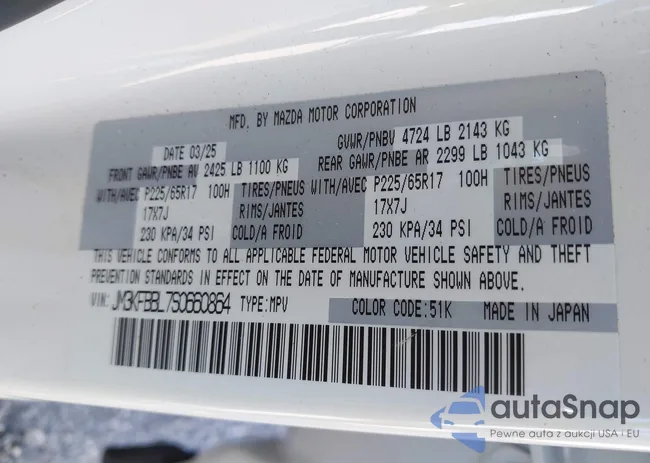 MFD. BY MAZDA MOTOR CORPORATION
DATE 03/25 GVWR/PNBV 4724 LB 2143 KG
FRONT GAWR/PNBE AV 2425 LB 1100 KG REAR GAWR/PNBE AR 2299 LB 1043 KG
WITH/AVEC P225/65R17 100H TIRES/PNEUS WITH/AVEC P225/65R17 100H TIRES/PNEUS
17X7J RIMS/JANTES 17X7J RIMS/JANTES
230 KPA/34 PSI COLD/A FROID 230 KPA/34 PSI COLD/A FROID
THIS VEHICLE CONFORMS TO ALL APPLICABLE FEDERAL MOTOR VEHICLE SAFETY AND THEFT
PREVENTION STANDARDS IN EFFECT ON THE DATE OF MANUFACTURE SHOWN ABOVE.
VIN: JM3KFBBL7S0660864 TYPE:MPV COLOR CODE:51K MADE IN JAPAN
autaSnap
Pewne auta z aukcji USA i EU